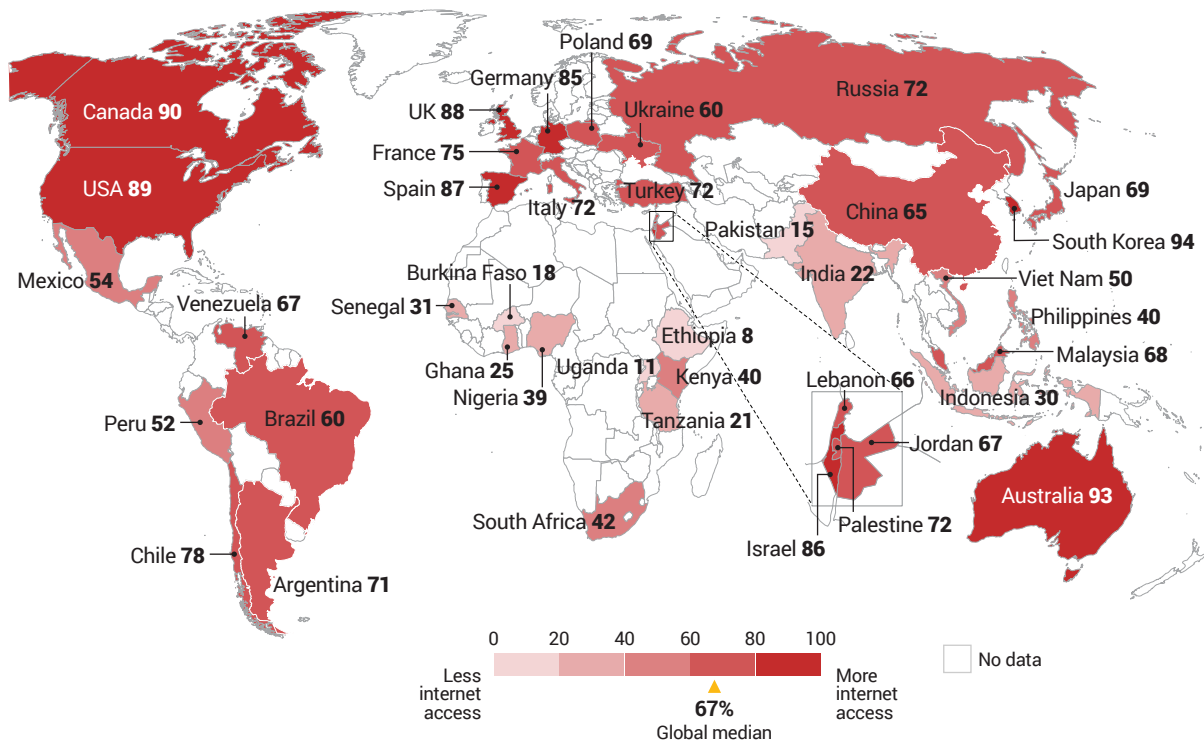 Poland 69
Germany 85
Canada 90
UK 88
Ukraine 60
Russia 72
France 75
USA 89
Spain 87
Turkey 72
Japan 69
Italy 72
China 65
Pakistan 15
South Korea 94
Mexico 54
Burkina Faso 18
India 22
Viet Nam 50
Venezuela 67
Senegal 31
Philippines 40
Ethiopia 8
Malaysia 68
Ghana 25
Uganda 11
Kenya 40
Lebanon 66
Nigeria 39
Indonesia 30
Peru 52
Brazil 60
Tanzania 21
Jordan 67
Australia 93
South Africa 42
Palestine 72
Israel 86
Chile 78
Argentina 71
0 20 40 60 80 100
No data
Less
internet
access
More
internet
access
67%
Global median